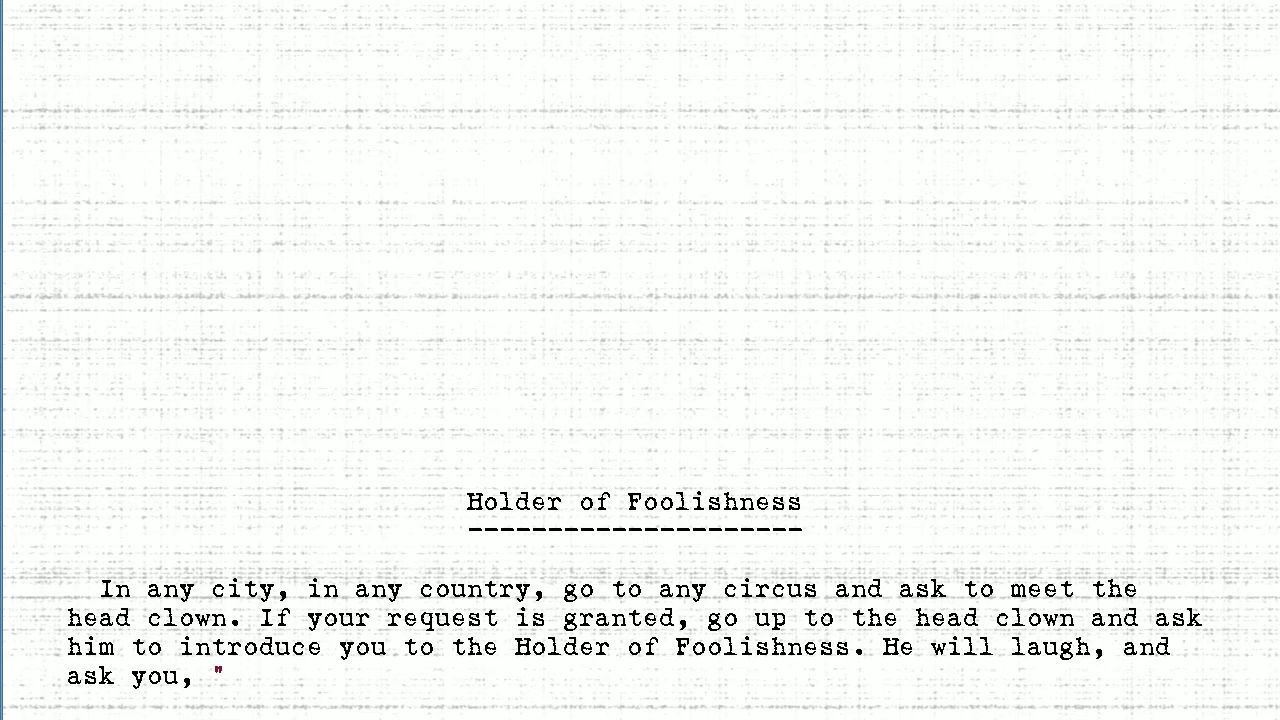 Holder of Foolishness
---------------------
In any city, in any country, go to any circus and ask to meet the
head clown. If your request is granted, go up to the head clown and ask
him to introduce you to the Holder of Foolishness. He will laugh, and
ask you, "